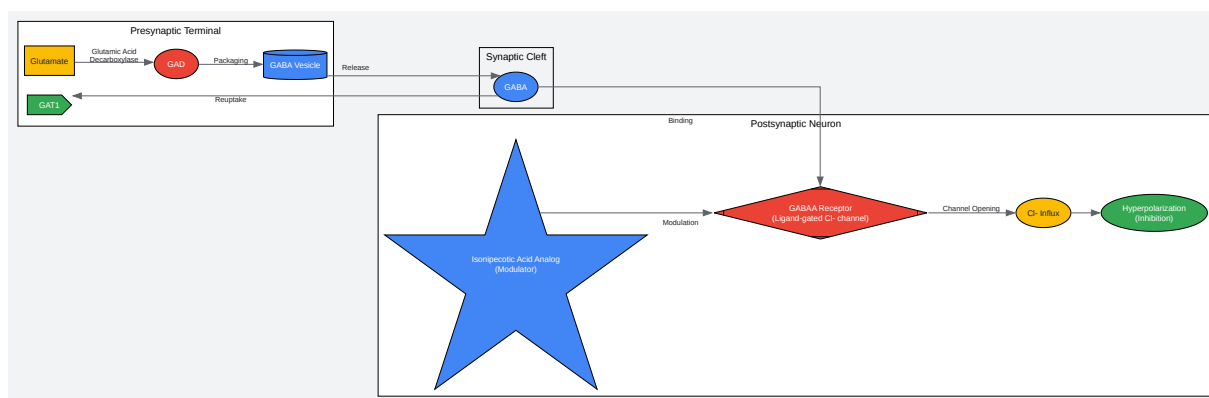 Presynaptic Terminal
Glutamate
Glutamic Acid
Decarboxylase
GAD
Packaging
GABA Vesicle
Release
Synaptic Cleft
GABA
GAT1
Reuptake
Binding
Postsynaptic Neuron
Isonipecotic Acid Analog
(Modulator)
Modulation
GABAA Receptor
(Ligand-gated Cl- channel)
Channel Opening
Cl- Influx
Hyperpolarization
(Inhibition)